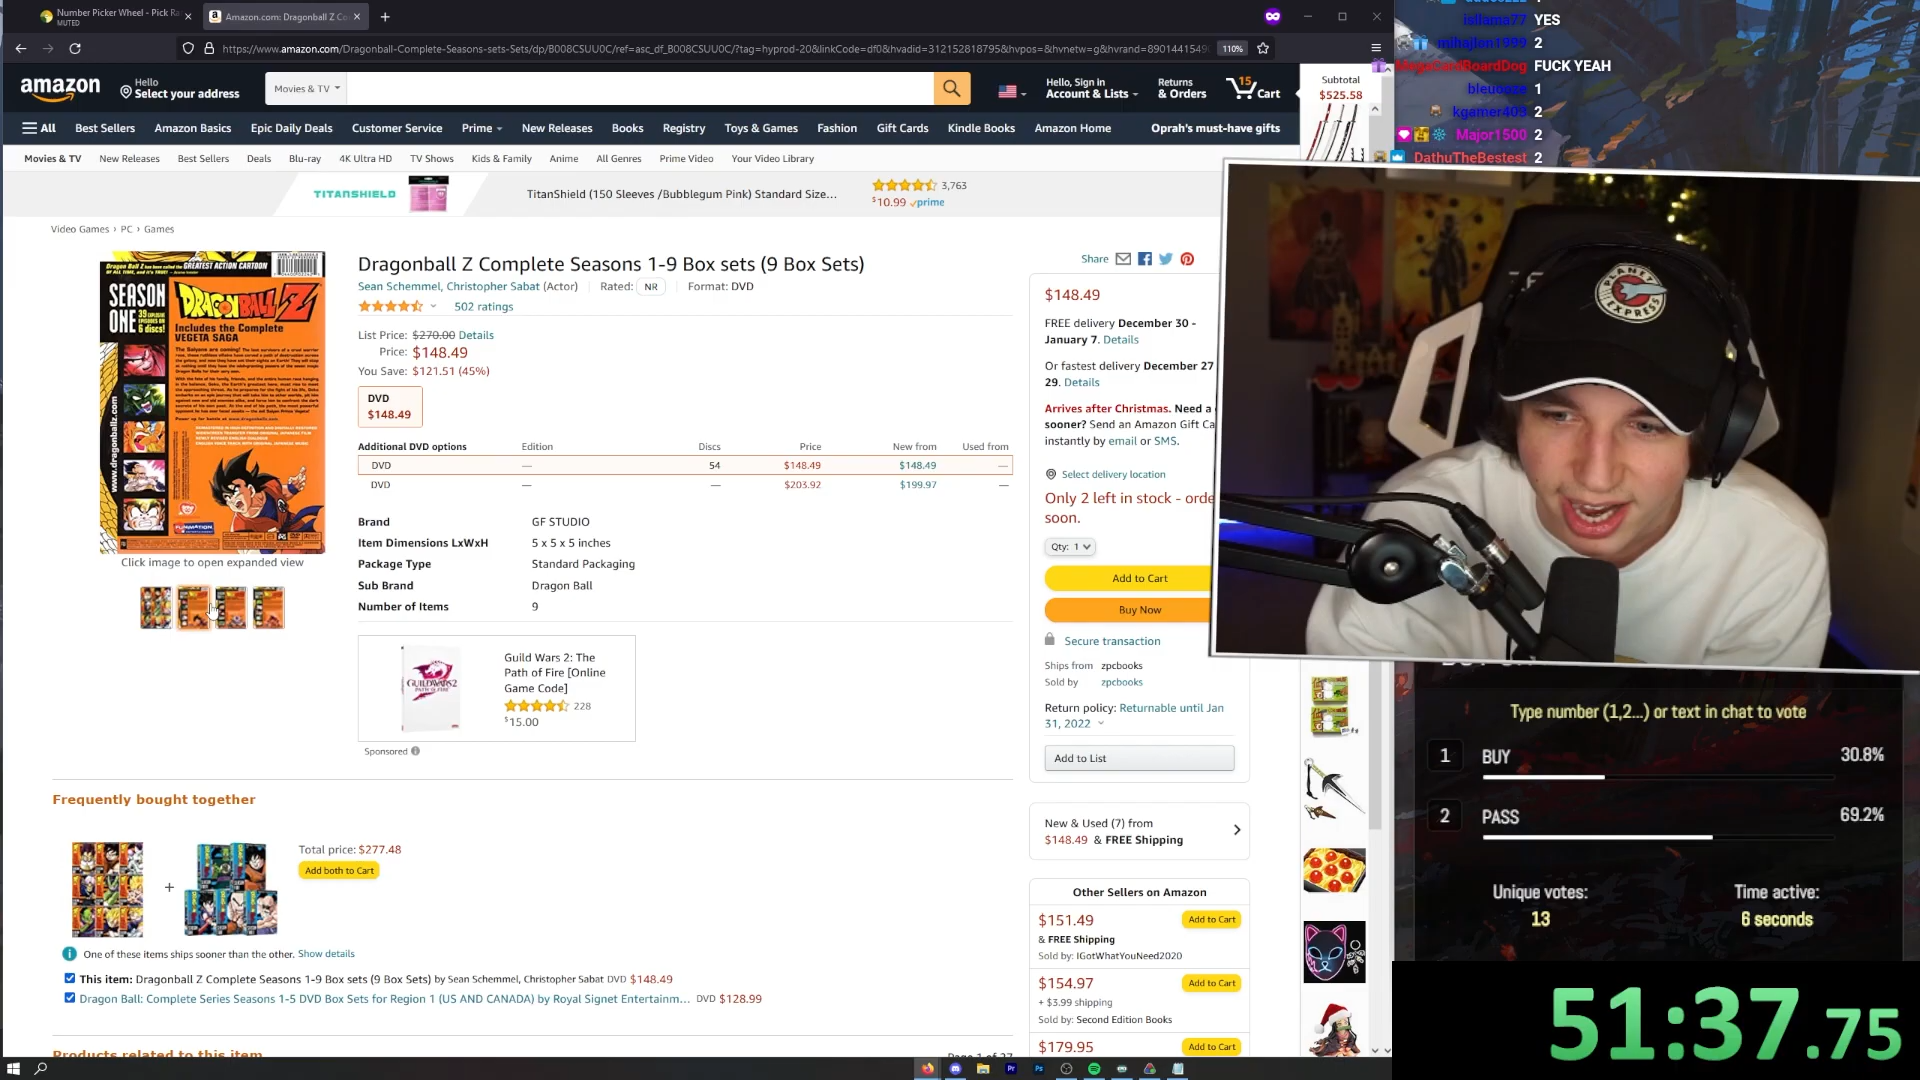 Number Picker Wheel - Pick Ra
MUTED
Amazon.com: Dragonball Z Co
https://www.amazon.com/Dragonball-Complete-Seasons-sets-Sets/dp/B008CSUU0C/ref=asc_df_B008CSUU0C/?tag=hyprod-20&linkCode=df0&hvadid=312152818795&hvpos=&hvnetw=g&hvrand=8901441549
110%
amazon
Hello
Select your address
Movies & TV
Hello, Sign in
Account & Lists
Returns
& Orders
15
Cart
Subtotal
$525.58
All
Best Sellers
Amazon Basics
Epic Daily Deals
Customer Service
Prime
New Releases
Books
Registry
Toys & Games
Fashion
Gift Cards
Kindle Books
Amazon Home
Oprah's must-have gifts
Movies & TV
New Releases
Best Sellers
Deals
Blu-ray
4K Ultra HD
TV Shows
Kids & Family
Anime
All Genres
Prime Video
Your Video Library
TITANSHIELD
TitanShield (150 Sleeves /Bubblegum Pink) Standard Size...
3,763
$10.99 prime
Video Games › PC › Games
GREATEST ACTION CARTOON
SEASON ONE
DRAGONBALL Z
Includes the Complete
VEGETA SAGA
www.dragonballz.com
FUNIMATION
Click image to open expanded view
Dragonball Z Complete Seasons 1-9 Box sets (9 Box Sets)
Sean Schemmel, Christopher Sabat (Actor)
Rated: NR
Format: DVD
502 ratings
List Price: $270.00 Details
Price: $148.49
You Save: $121.51 (45%)
DVD
$148.49
Additional DVD options
Edition
Discs
Price
New from
Used from
DVD — 54 $148.49 $148.49 —
DVD — — $203.92 $199.97 —
Brand GF STUDIO
Item Dimensions LxWxH 5 x 5 x 5 inches
Package Type Standard Packaging
Sub Brand Dragon Ball
Number of Items 9
GUILDWARS2
Guild Wars 2: The
Path of Fire [Online
Game Code]
228
$15.00
Sponsored
Share
$148.49
FREE delivery December 30 -
January 7. Details
Or fastest delivery December 27
29. Details
Arrives after Christmas. Need a
sooner? Send an Amazon Gift Ca
instantly by email or SMS.
Select delivery location
Only 2 left in stock - orde
soon.
Qty: 1
Add to Cart
Buy Now
Secure transaction
Ships from zpcbooks
Sold by zpcbooks
Return policy: Returnable until Jan
31, 2022
Add to List
New & Used (7) from
$148.49 & FREE Shipping
Other Sellers on Amazon
$151.49
Add to Cart
& FREE Shipping
Sold by: IGotWhatYouNeed2020
$154.97
Add to Cart
+ $3.99 shipping
Sold by: Second Edition Books
$179.95
Add to Cart
Frequently bought together
+
Total price: $277.48
Add both to Cart
One of these items ships sooner than the other. Show details
This item: Dragonball Z Complete Seasons 1-9 Box sets (9 Box Sets) by Sean Schemmel, Christopher Sabat DVD $148.49
Dragon Ball: Complete Series Seasons 1-5 DVD Box Sets for Region 1 (US AND CANADA) by Royal Signet Entertainm... DVD $128.99
Products related to this item
Page 1 of 27
isllama77 YES
mihajlan1999 2
MegaCardBoardDog FUCK YEAH
1
kgamer403 2
Major1500 2
DathuTheBestest 2
PLANET
EXPRESS
Type number (1,2...) or text in chat to vote
1 BUY 30.8%
2 PASS 69.2%
Unique votes:
13
Time active:
6 seconds
51:37.75